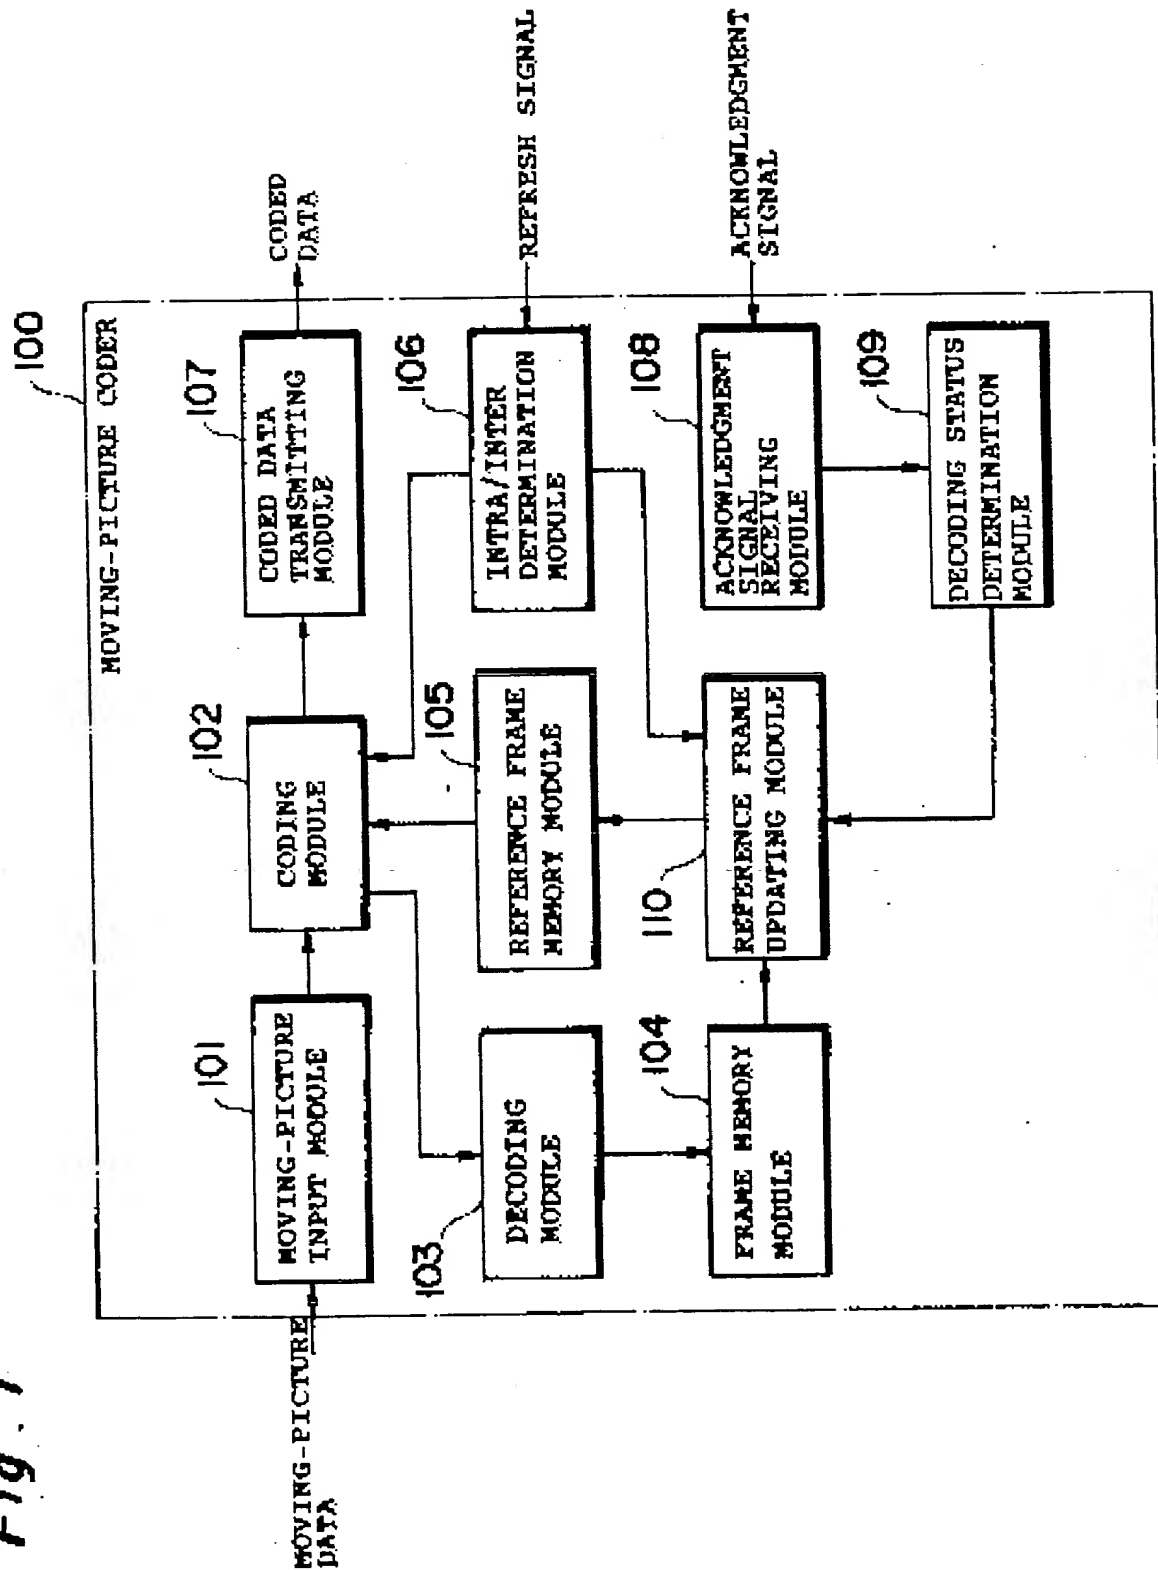 Fig. 1
100
MOVING-PICTURE CODER
MOVING-PICTURE
DATA
101
MOVING-PICTURE
INPUT MODULE
102
CODING
MODULE
107
CODED DATA
TRANSMITTING
MODULE
CODED
DATA
103
DECODING
MODULE
105
REFERENCE FRAME
MEMORY MODULE
106
INTRA/INTER
DETERMINATION
MODULE
REFRESH SIGNAL
104
FRAME MEMORY
MODULE
110
REFERENCE FRAME
UPDATING MODULE
108
ACKNOWLEDGMENT
SIGNAL
RECEIVING
MODULE
ACKNOWLEDGMENT
SIGNAL
109
DECODING STATUS
DETERMINATION
MODULE